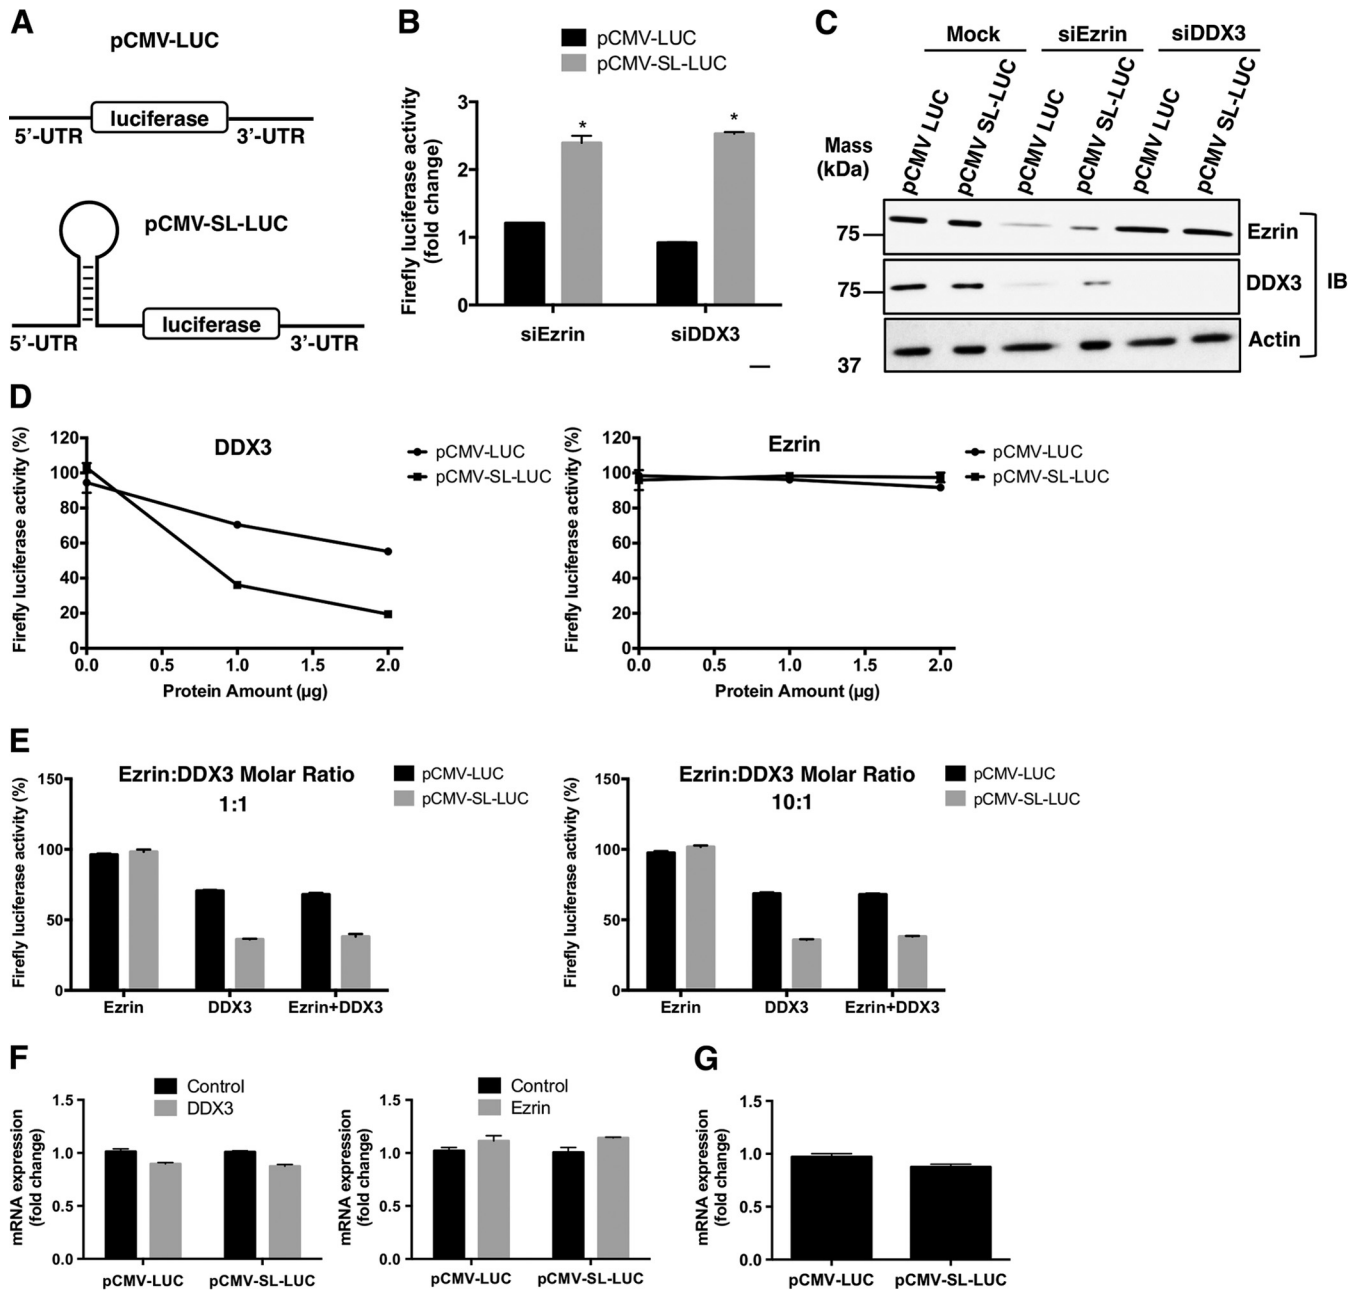 A
pCMV-LUC
luciferase
5'-UTR
3'-UTR
pCMV-SL-LUC
luciferase
5'-UTR
3'-UTR
B
pCMV-LUC
pCMV-SL-LUC
Firefly luciferase activity
(fold change)
3
2
1
0
*
*
siEzrin
siDDX3
C
Mock
siEzrin
siDDX3
pCMV LUC
pCMV SL-LUC
pCMV LUC
pCMV SL-LUC
pCMV LUC
pCMV SL-LUC
Mass
(kDa)
75
75
37
Ezrin
DDX3
Actin
IB
D
DDX3
pCMV-LUC
pCMV-SL-LUC
Firefly luciferase activity (%)
120
100
80
60
40
20
0
0.0
0.5
1.0
1.5
2.0
Protein Amount (µg)
Ezrin
pCMV-LUC
pCMV-SL-LUC
Firefly luciferase activity (%)
120
100
80
60
40
20
0
0.0
0.5
1.0
1.5
2.0
Protein Amount (µg)
E
Ezrin:DDX3 Molar Ratio
1:1
pCMV-LUC
pCMV-SL-LUC
Firefly luciferase activity (%)
150
100
50
0
Ezrin
DDX3
Ezrin+DDX3
Ezrin:DDX3 Molar Ratio
10:1
pCMV-LUC
pCMV-SL-LUC
Firefly luciferase activity (%)
150
100
50
0
Ezrin
DDX3
Ezrin+DDX3
F
Control
DDX3
mRNA expression
(fold change)
1.5
1.0
0.5
0.0
pCMV-LUC
pCMV-SL-LUC
Control
Ezrin
mRNA expression
(fold change)
1.5
1.0
0.5
0.0
pCMV-LUC
pCMV-SL-LUC
G
mRNA expression
(fold change)
1.5
1.0
0.5
0.0
pCMV-LUC
pCMV-SL-LUC